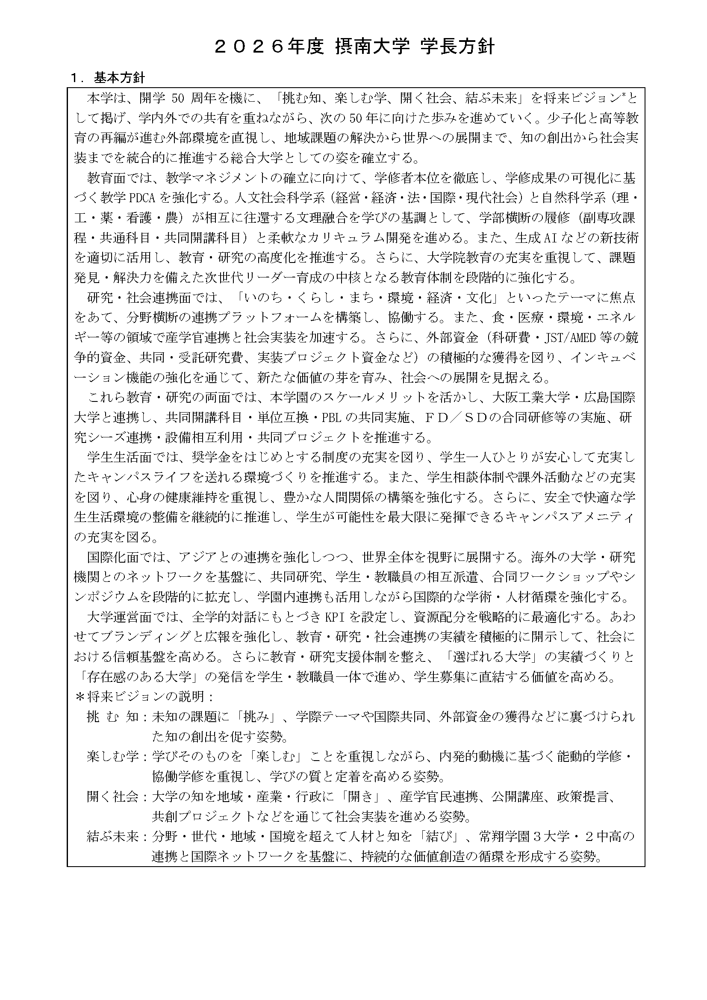 ２０２６年度 摂南大学 学長方針
１．基本方針
本学は、開学 50 周年を機に、「挑む知、楽しむ学、開く社会、結ぶ未来」を将来ビジョン*と
して掲げ、学内外での共有を重ねながら、次の 50 年に向けた歩みを進めていく。少子化と高等教
育の再編が進む外部環境を直視し、地域課題の解決から世界への展開まで、知の創出から社会実
装までを統合的に推進する総合大学としての姿を確立する。
教育面では、教学マネジメントの確立に向けて、学修者本位を徹底し、学修成果の可視化に基
づく教学 PDCA を強化する。人文社会科学系（経営・経済・法・国際・現代社会）と自然科学系（理・
工・薬・看護・農）が相互に往還する文理融合を学びの基調として、学部横断の履修（副専攻課
程・共通科目・共同開講科目）と柔軟なカリキュラム開発を進める。また、生成 AI などの新技術
を適切に活用し、教育・研究の高度化を推進する。さらに、大学院教育の充実を重視して、課題
発見・解決力を備えた次世代リーダー育成の中核となる教育体制を段階的に強化する。
研究・社会連携面では、「いのち・くらし・まち・環境・経済・文化」といったテーマに焦点
をあて、分野横断の連携プラットフォームを構築し、協働する。また、食・医療・環境・エネル
ギー等の領域で産学官連携と社会実装を加速する。さらに、外部資金（科研費・JST/AMED 等の競
争的資金、共同・受託研究費、実装プロジェクト資金など）の積極的な獲得を図り、インキュベ
ーション機能の強化を通じて、新たな価値の芽を育み、社会への展開を見据える。
これら教育・研究の両面では、本学園のスケールメリットを活かし、大阪工業大学・広島国際
大学と連携し、共同開講科目・単位互換・PBL の共同実施、ＦＤ／ＳＤの合同研修等の実施、研
究シーズ連携・設備相互利用・共同プロジェクトを推進する。
学生生活面では、奨学金をはじめとする制度の充実を図り、学生一人ひとりが安心して充実し
たキャンパスライフを送れる環境づくりを推進する。また、学生相談体制や課外活動などの充実
を図り、心身の健康維持を重視し、豊かな人間関係の構築を強化する。さらに、安全で快適な学
生生活環境の整備を継続的に推進し、学生が可能性を最大限に発揮できるキャンパスアメニティ
の充実を図る。
国際化面では、アジアとの連携を強化しつつ、世界全体を視野に展開する。海外の大学・研究
機関とのネットワークを基盤に、共同研究、学生・教職員の相互派遣、合同ワークショップやシ
ンポジウムを段階的に拡充し、学園内連携も活用しながら国際的な学術・人材循環を強化する。
大学運営面では、全学的対話にもとづき KPI を設定し、資源配分を戦略的に最適化する。あわ
せてブランディングと広報を強化し、教育・研究・社会連携の実績を積極的に開示して、社会に
おける信頼基盤を高める。さらに教育・研究支援体制を整え、「選ばれる大学」の実績づくりと
「存在感のある大学」の発信を学生・教職員一体で進め、学生募集に直結する価値を高める。
＊将来ビジョンの説明：
挑 む 知：未知の課題に「挑み」、学際テーマや国際共同、外部資金の獲得などに裏づけられ
た知の創出を促す姿勢。
楽しむ学：学びそのものを「楽しむ」ことを重視しながら、内発的動機に基づく能動的学修・
協働学修を重視し、学びの質と定着を高める姿勢。
開く社会：大学の知を地域・産業・行政に「開き」、産学官民連携、公開講座、政策提言、
共創プロジェクトなどを通じて社会実装を進める姿勢。
結ぶ未来：分野・世代・地域・国境を超えて人材と知を「結び」、常翔学園３大学・２中高の
連携と国際ネットワークを基盤に、持続的な価値創造の循環を形成する姿勢。